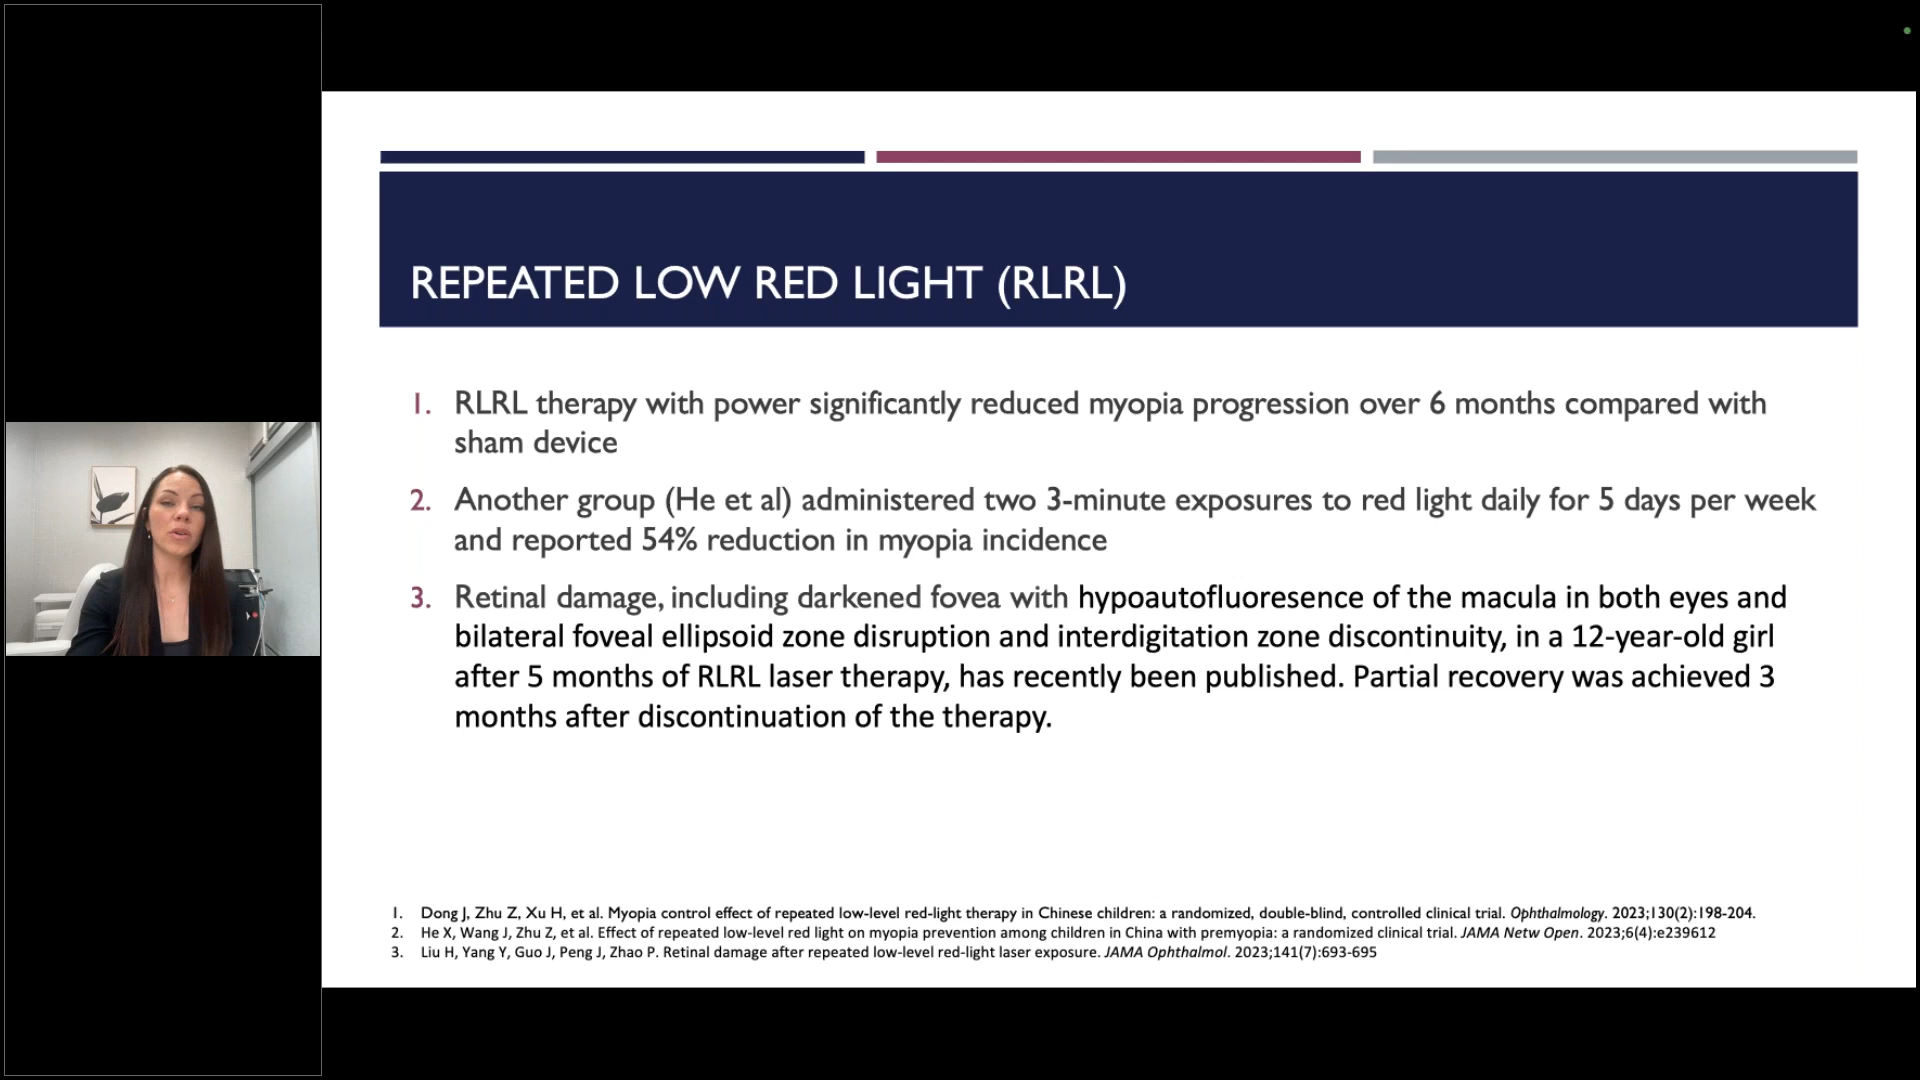 REPEATED LOW RED LIGHT (RLRL)
1. RLRL therapy with power significantly reduced myopia progression over 6 months compared with
sham device
2. Another group (He et al) administered two 3-minute exposures to red light daily for 5 days per week
and reported 54% reduction in myopia incidence
3. Retinal damage, including darkened fovea with hypoautofluoresence of the macula in both eyes and
bilateral foveal ellipsoid zone disruption and interdigitation zone discontinuity, in a 12-year-old girl
after 5 months of RLRL laser therapy, has recently been published. Partial recovery was achieved 3
months after discontinuation of the therapy.
1. Dong J, Zhu Z, Xu H, et al. Myopia control effect of repeated low-level red-light therapy in Chinese children: a randomized, double-blind, controlled clinical trial. Ophthalmology. 2023;130(2):198-204.
2. He X, Wang J, Zhu Z, et al. Effect of repeated low-level red light on myopia prevention among children in China with premyopia: a randomized clinical trial. JAMA Netw Open. 2023;6(4):e239612
3. Liu H, Yang Y, Guo J, Peng J, Zhao P. Retinal damage after repeated low-level red-light laser exposure. JAMA Ophthalmol. 2023;141(7):693-695